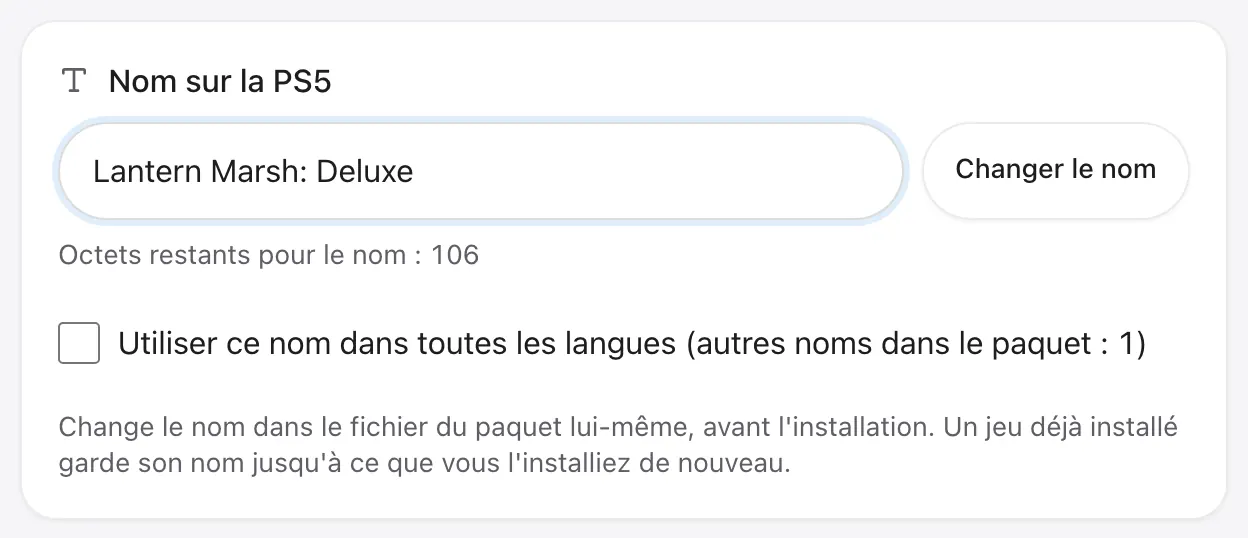 Nom sur la PS5
Lantern Marsh: Deluxe
Changer le nom
Octets restants pour le nom : 106
Utiliser ce nom dans toutes les langues (autres noms dans le paquet : 1)
Change le nom dans le fichier du paquet lui-même, avant l'installation. Un jeu déjà installé
garde son nom jusqu'à ce que vous l'installiez de nouveau.